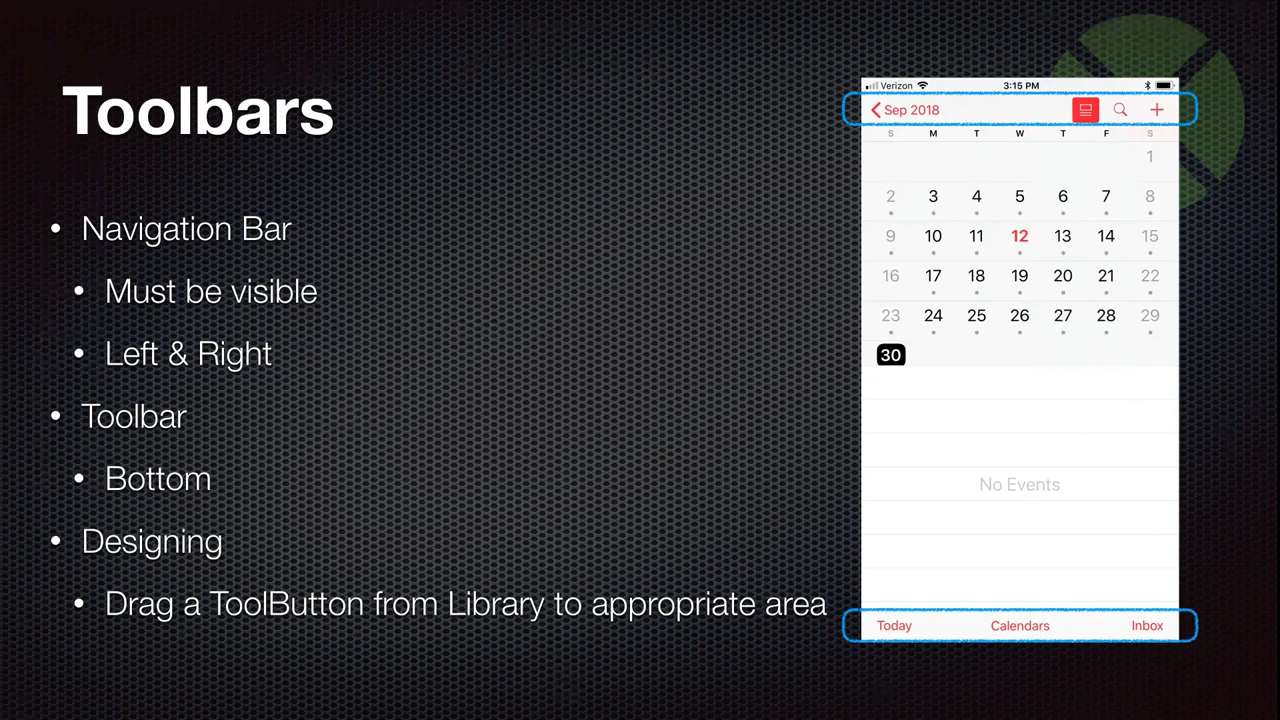 Toolbars
• Navigation Bar
• Must be visible
• Left & Right
• Toolbar
• Bottom
• Designing
• Drag a ToolButton from Library to appropriate area
Verizon 3:15 PM
Sep 2018
S M T W T F S
1
2 3 4 5 6 7 8
9 10 11 12 13 14 15
16 17 18 19 20 21 22
23 24 25 26 27 28 29
30
No Events
Today Calendars Inbox